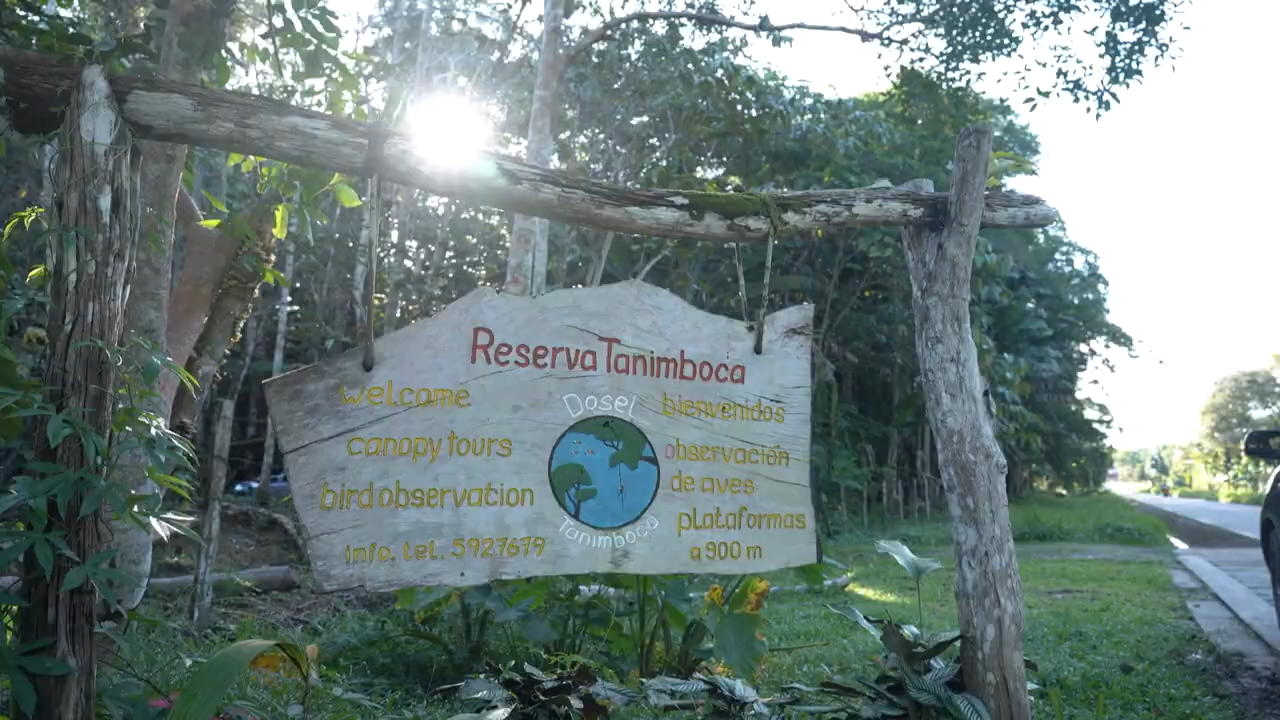 Reserva Tanimboca
welcome
canopy tours
bird observation
info. tel. 5927679
Dosel
Tanimboca
bienvenidos
observación
de aves
plataformas
a 900 m